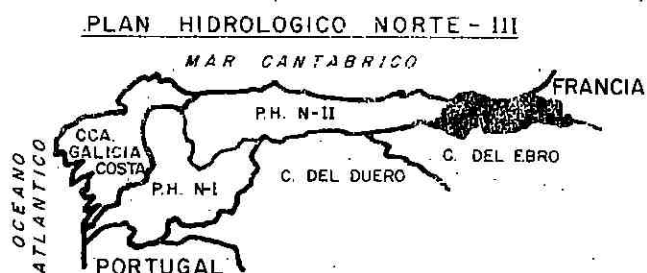 PLAN HIDROLOGICO NORTE - III
MAR CANTABRICO
FRANCIA
P.H. N-II
CCA.
GALICIA
COSTA
C. DEL EBRO
C. DEL DUERO
P.H. N-I
OCEANO
ATLANTICO
PORTUGAL